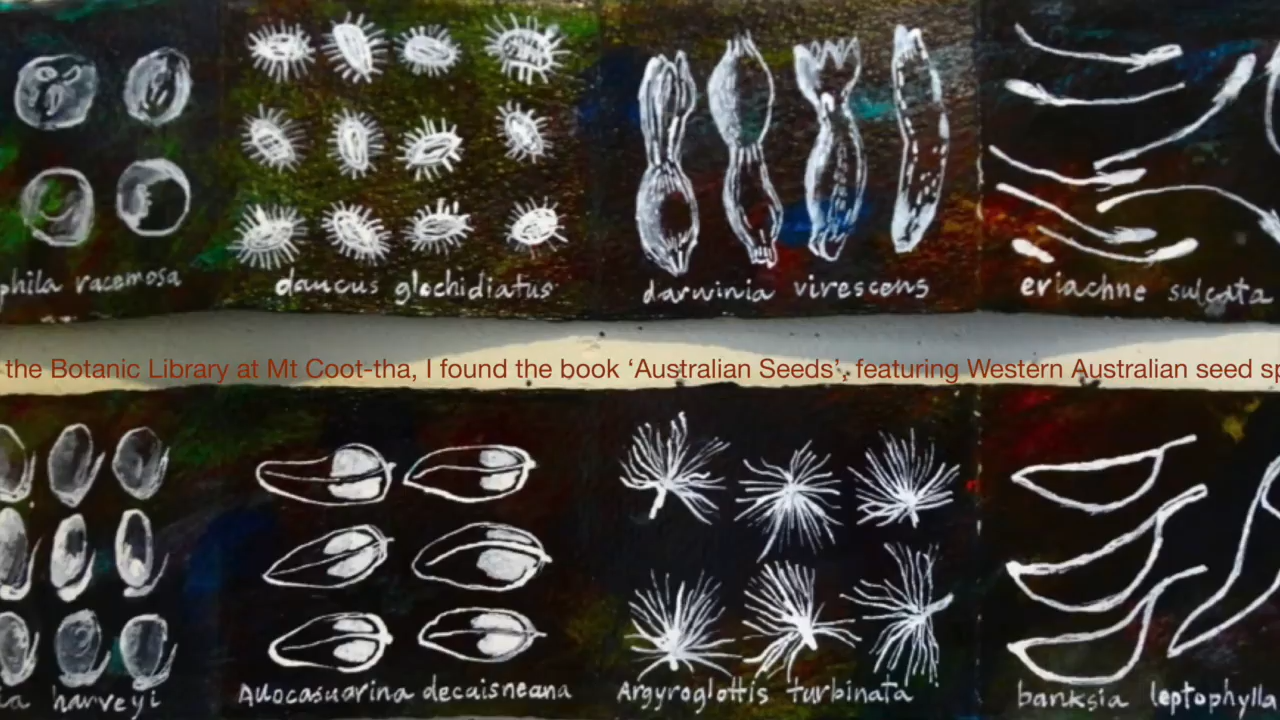 phila racemosa
daucus glochidiatus
darwinia virescens
eriachne sulcata
the Botanic Library at Mt Coot-tha, I found the book ‘Australian Seeds’, featuring Western Australian seed sp
ia harveyi
Allocasuarina decaisneana
Argyroglottis turbinata
banksia leptophylla